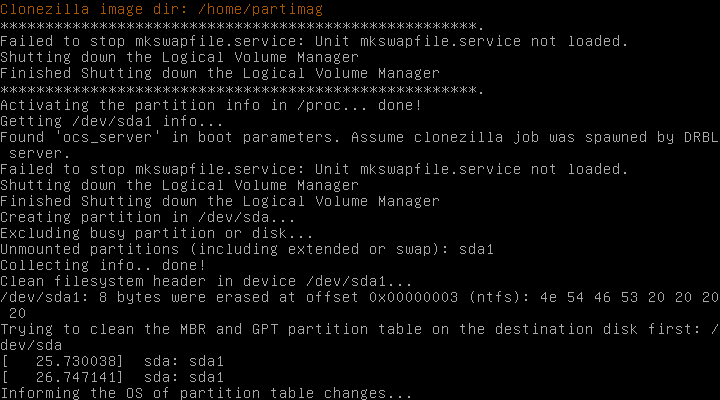 Clonezilla image dir: /home/partimag
*****************************************************.
Failed to stop mkswapfile.service: Unit mkswapfile.service not loaded.
Shutting down the Logical Volume Manager
Finished Shutting down the Logical Volume Manager
*****************************************************.
Activating the partition info in /proc... done!
Getting /dev/sda1 info...
Found 'ocs_server' in boot parameters. Assume clonezilla job was spawned by DRBL
 server.
Failed to stop mkswapfile.service: Unit mkswapfile.service not loaded.
Shutting down the Logical Volume Manager
Finished Shutting down the Logical Volume Manager
Creating partition in /dev/sda...
Excluding busy partition or disk...
Unmounted partitions (including extended or swap): sda1
Collecting info.. done!
Clean filesystem header in device /dev/sda1...
/dev/sda1: 8 bytes were erased at offset 0x00000003 (ntfs): 4e 54 46 53 20 20 20
 20
Trying to clean the MBR and GPT partition table on the destination disk first: /
dev/sda
[   25.730038]  sda: sda1
[   26.747141]  sda: sda1
Informing the OS of partition table changes...